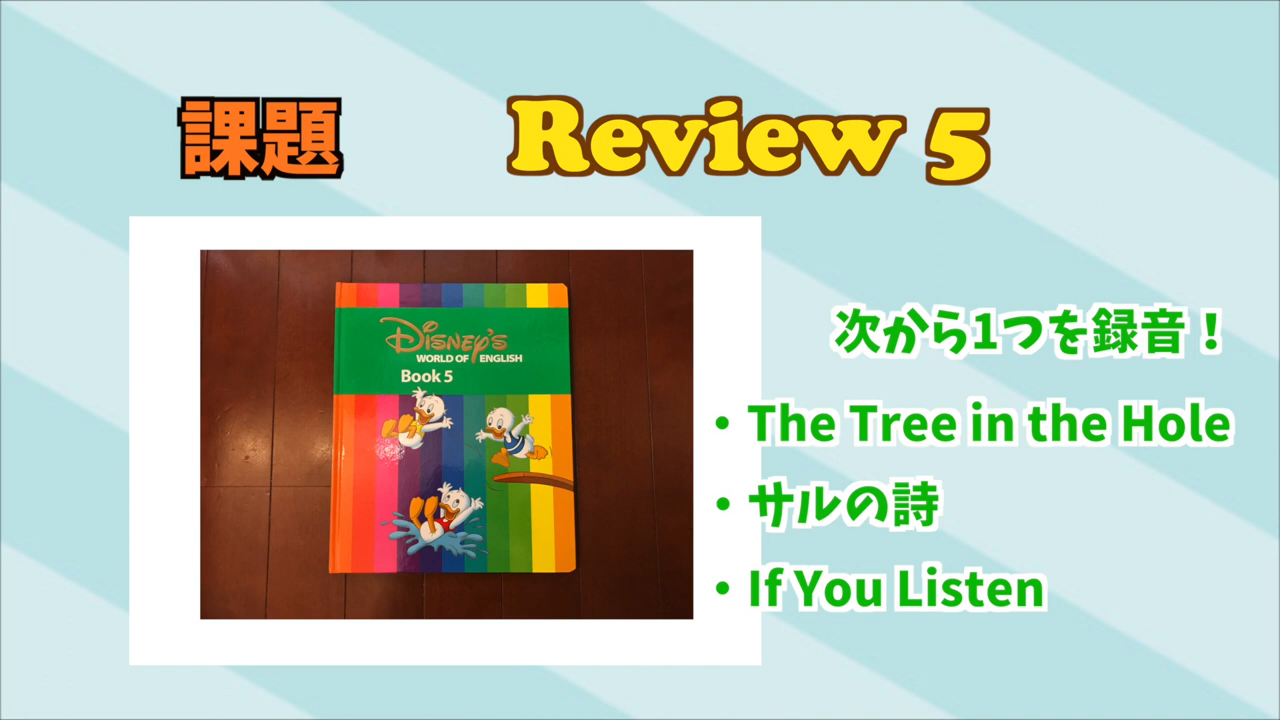 課題
Review 5
DISNEY'S
WORLD OF ENGLISH
Book 5
次から1つを録音！
・The Tree in the Hole
・サルの詩
・If You Listen